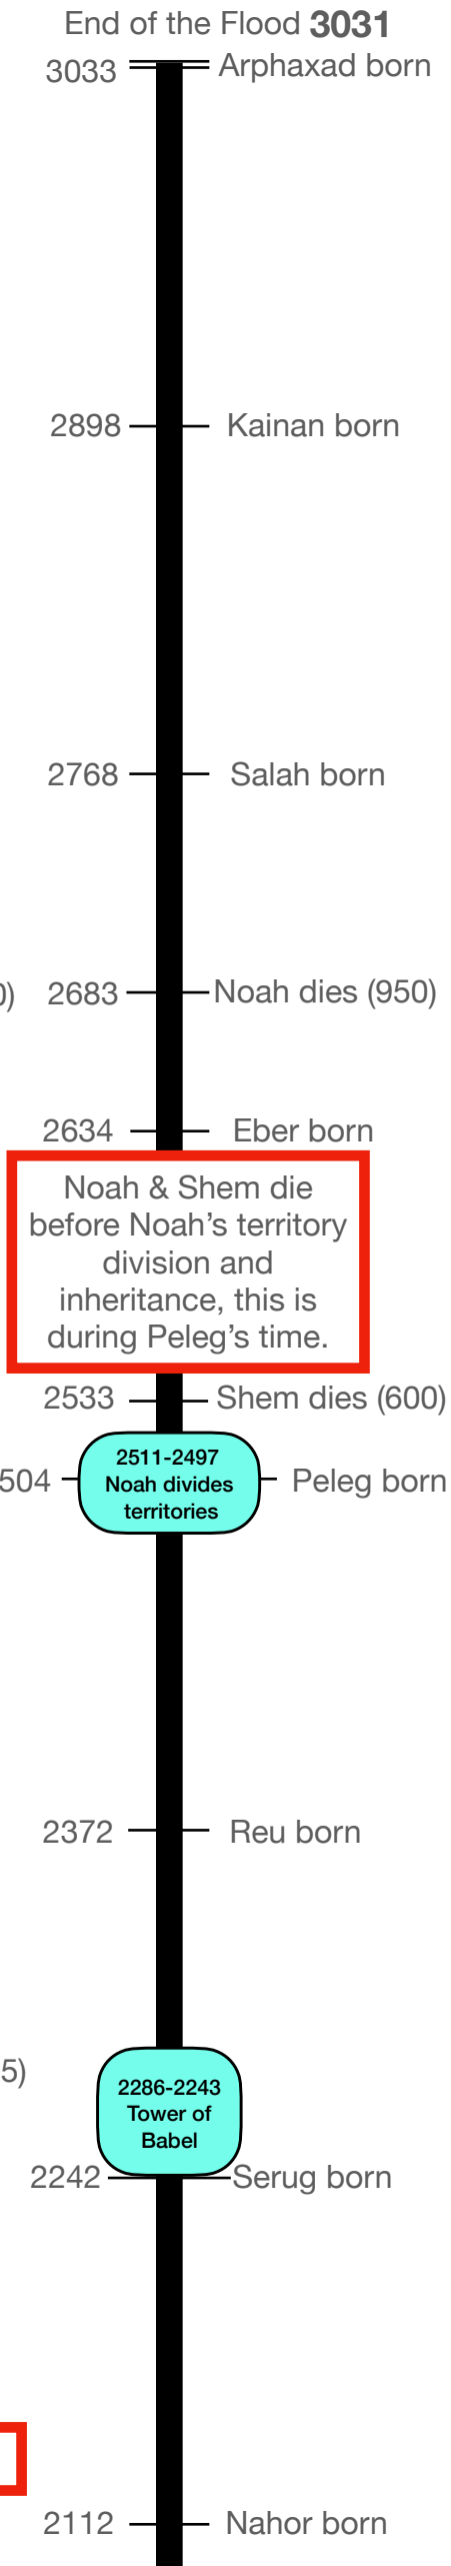 End of the Flood 3031
3033 Arphaxad born
2898 Kainan born
2768 Salah born
0) 2683 Noah dies (950)
2634 Eber born
Noah & Shem die
before Noah's territory
division and
inheritance, this is
during Peleg's time.
2533 Shem dies (600)
2511-2497
504 Noah divides Peleg born
territories
2372 Reu born
5)
2286-2243
Tower of
Babel
2242 Serug born
2112 Nahor born